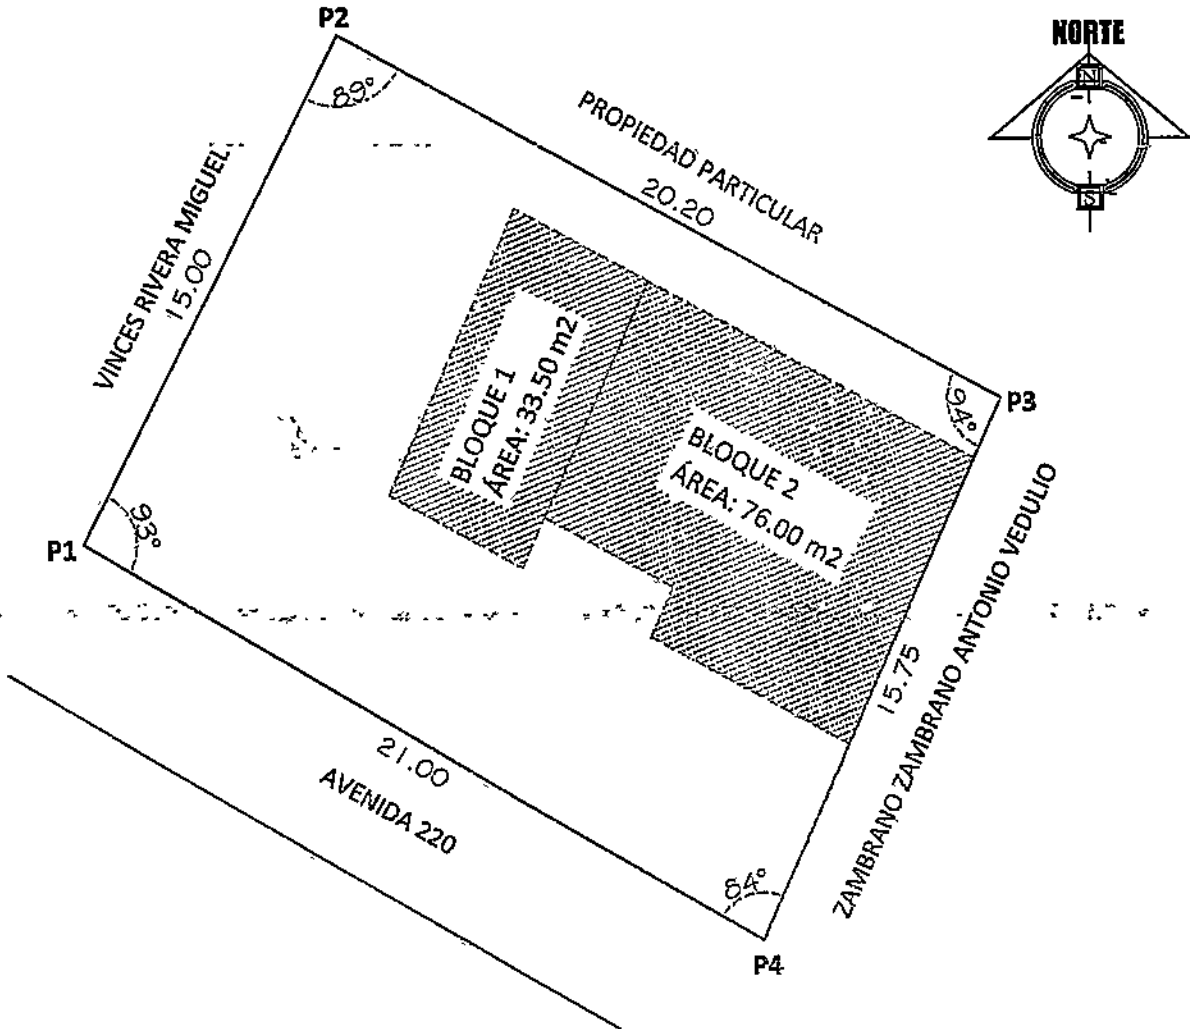 P2
NORTE
N
S
89°
PROPIEDAD PARTICULAR
20.20
VINCES RIVERA MIGUEL
15.00
BLOQUE 1
ÁREA: 33.50 m2
BLOQUE 2
ÁREA: 76.00 m2
94°
P3
93°
P1
15.75
ZAMBRANO ZAMBRANO ANTONIO VEDULIO
21.00
AVENIDA 220
84°
P4